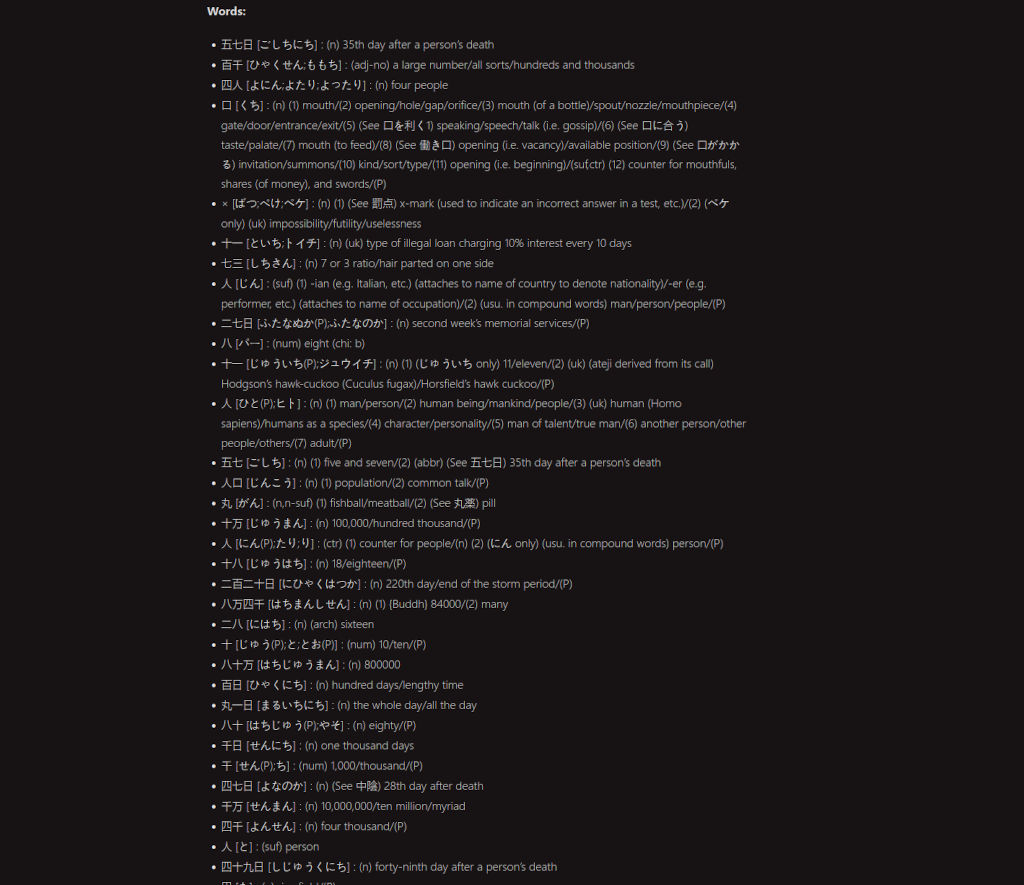 Words:
• 五七日 [ごしちにち] : (n) 35th day after a person's death
• 百千 [ひゃくせん;ももち] : (adj-no) a large number/all sorts/hundreds and thousands
• 四人 [よにん;よたり;よったり] : (n) four people
• 口 [くち] : (n) (1) mouth/(2) opening/hole/gap/orifice/(3) mouth (of a bottle)/spout/nozzle/mouthpiece/(4)
gate/door/entrance/exit/(5) (See 口を利く1) speaking/speech/talk (i.e. gossip)/(6) (See 口に合う)
taste/palate/(7) mouth (to feed)/(8) (See 働き口) opening (i.e. vacancy)/available position/(9) (See 口がかか
る) invitation/summons/(10) kind/sort/type/(11) opening (i.e. beginning)/(suf,ctr) (12) counter for mouthfuls,
shares (of money), and swords/(P)
• × [ばつ;ぺけ;ペケ] : (n) (1) (See 罰点) x-mark (used to indicate an incorrect answer in a test, etc.)/(2) (ペケ
only) (uk) impossibility/futility/uselessness
• 十一 [といち;トイチ] : (n) (uk) type of illegal loan charging 10% interest every 10 days
• 七三 [しちさん] : (n) 7 or 3 ratio/hair parted on one side
• 人 [じん] : (suf) (1) -ian (e.g. Italian, etc.) (attaches to name of country to denote nationality)/-er (e.g.
performer, etc.) (attaches to name of occupation)/(2) (usu. in compound words) man/person/people/(P)
• 二七日 [ふたなぬか(P);ふたなのか] : (n) second week's memorial services/(P)
• 八 [パー] : (num) eight (chi: b)
• 十一 [じゅういち(P);ジュウイチ] : (n) (1) (じゅういち only) 11/eleven/(2) (uk) (ateji derived from its call)
Hodgson's hawk-cuckoo (Cuculus fugax)/Horsfield's hawk cuckoo/(P)
• 人 [ひと(P);ヒト] : (n) (1) man/person/(2) human being/mankind/people/(3) (uk) human (Homo
sapiens)/humans as a species/(4) character/personality/(5) man of talent/true man/(6) another person/other
people/others/(7) adult/(P)
• 五七 [ごしち] : (n) (1) five and seven/(2) (abbr) (See 五七日) 35th day after a person's death
• 人口 [じんこう] : (n) (1) population/(2) common talk/(P)
• 丸 [がん] : (n,n-suf) (1) fishball/meatball/(2) (See 丸薬) pill
• 十万 [じゅうまん] : (n) 100,000/hundred thousand/(P)
• 人 [にん(P);たり;り] : (ctr) (1) counter for people/(n) (2) (にん only) (usu. in compound words) person/(P)
• 十八 [じゅうはち] : (n) 18/eighteen/(P)
• 二百二十日 [にひゃくはつか] : (n) 220th day/end of the storm period/(P)
• 八万四千 [はちまんしせん] : (n) (1) {Buddh} 84000/(2) many
• 二八 [にはち] : (n) (arch) sixteen
• 十 [じゅう(P);と;とお(P)] : (num) 10/ten/(P)
• 八十万 [はちじゅうまん] : (n) 800000
• 百日 [ひゃくにち] : (n) hundred days/lengthy time
• 丸一日 [まるいちにち] : (n) the whole day/all the day
• 八十 [はちじゅう(P);やそ] : (n) eighty/(P)
• 千日 [せんにち] : (n) one thousand days
• 千 [せん(P);ち] : (num) 1,000/thousand/(P)
• 四七日 [よなのか] : (n) (See 中陰) 28th day after death
• 千万 [せんまん] : (n) 10,000,000/ten million/myriad
• 四千 [よんせん] : (n) four thousand/(P)
• 人 [と] : (suf) person
• 四十九日 [しじゅうくにち] : (n) forty-ninth day after a person's death